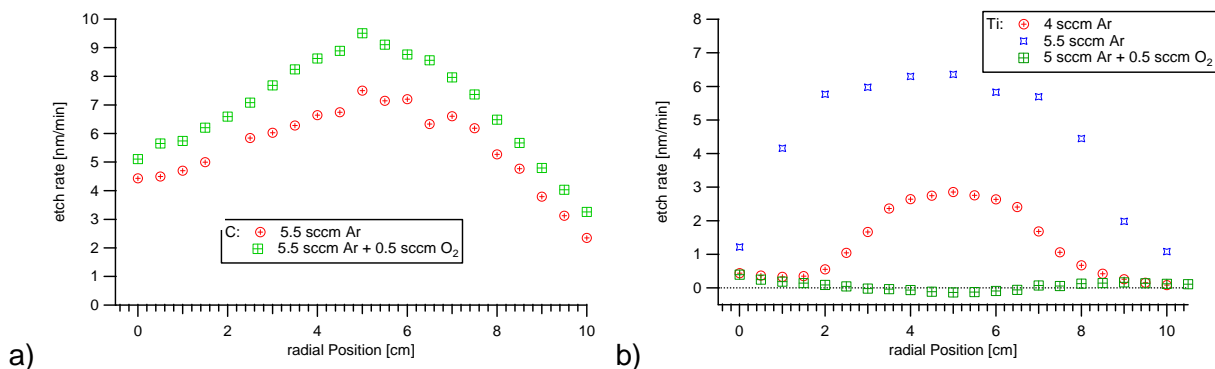 10
9
8
7
6
5
4
3
2
1
0
etch rate [nm/min]
C: 5.5 sccm Ar
5.5 sccm Ar + 0.5 sccm O2
0 2 4 6 8 10
radial Position [cm]
a)
Ti: 4 sccm Ar
5.5 sccm Ar
5 sccm Ar + 0.5 sccm O2
8
7
6
5
4
3
2
1
0
etch rate [nm/min]
0 2 4 6 8 10
radial Position [cm]
b)